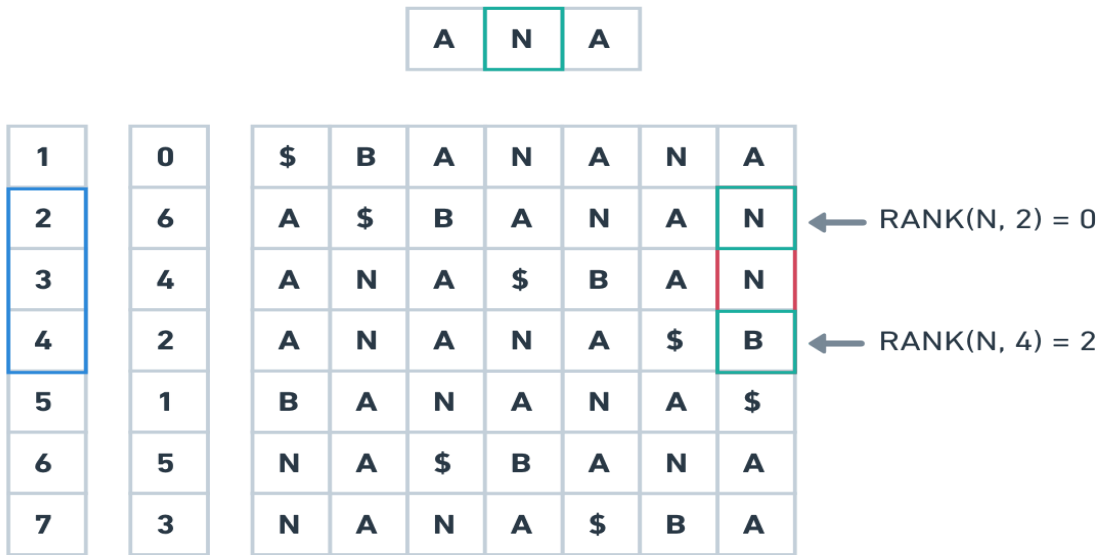 A N A
1 0 $ B A N A N A
2 6 A $ B A N A N RANK(N, 2) = 0
3 4 A N A $ B A N
4 2 A N A N A $ B RANK(N, 4) = 2
5 1 B A N A N A $
6 5 N A $ B A N A
7 3 N A N A $ B A